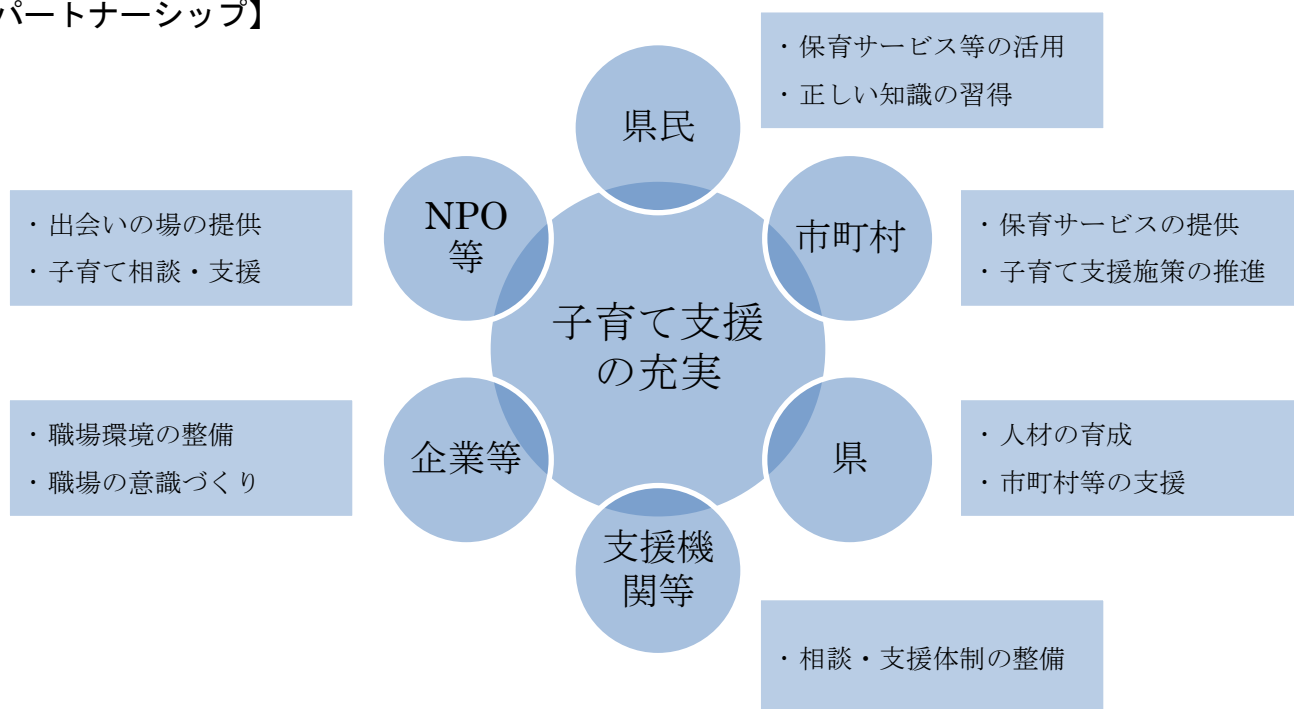 パートナーシップ】
・保育サービス等の活用
・正しい知識の習得
県民
NPO
等
・出会いの場の提供
・子育て相談・支援
市町村
・保育サービスの提供
・子育て支援施策の推進
子育て支援
の充実
企業等
・職場環境の整備
・職場の意識づくり
県
・人材の育成
・市町村等の支援
支援機
関等
・相談・支援体制の整備